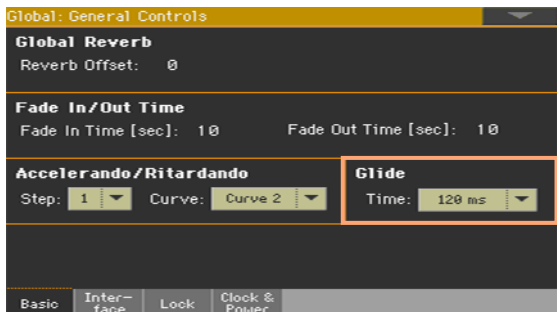 Global: General Controls
Global Reverb
Reverb Offset: 0
Fade In/Out Time
Fade In Time [sec]: 10 Fade Out Time [sec]: 10
Accelerando/Ritardando Glide
Step: 1 Curve: Curve 2 Time: 120 ms
Basic Inter-
face Lock Clock &
Power